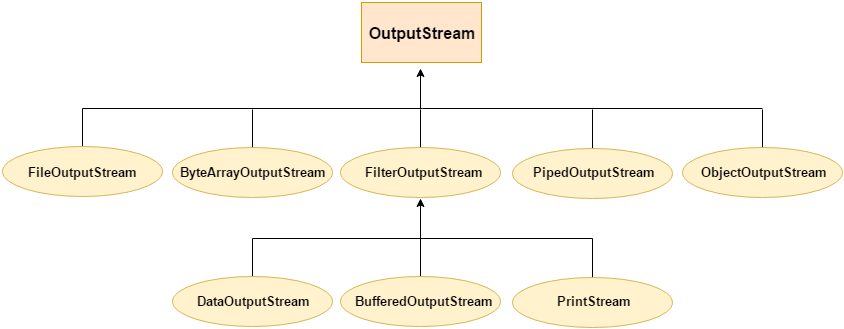 OutputStream
FileOutputStream
ByteArrayOutputStream
FilterOutputStream
PipedOutputStream
ObjectOutputStream
DataOutputStream
BufferedOutputStream
PrintStream